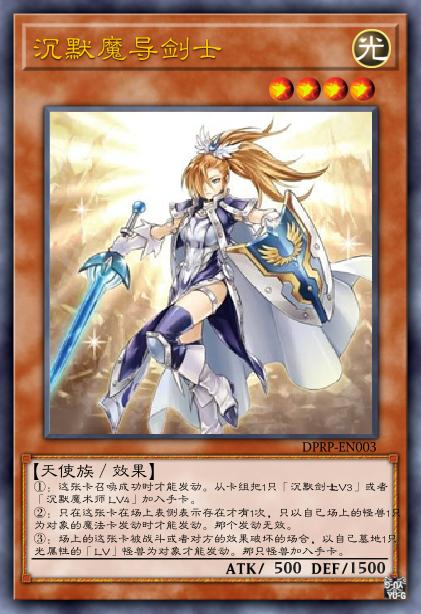 沉默魔导剑士
光
DPRP-EN003
【天使族／效果】
①：这张卡召唤成功时才能发动。从卡组把1只「沉默剑士LV3」或者
「沉默魔术师 LV4」加入手卡。
②：只在这张卡在场上表侧表示存在才有1次，只以自己场上的怪兽1只
为对象的魔法卡发动时才能发动。那个发动无效。
③：场上的这张卡被战斗或者对方的效果破坏的场合，以自己墓地1只
光属性的「LV」怪兽为对象才能发动。那只怪兽加入手卡。
ATK/ 500 DEF/1500